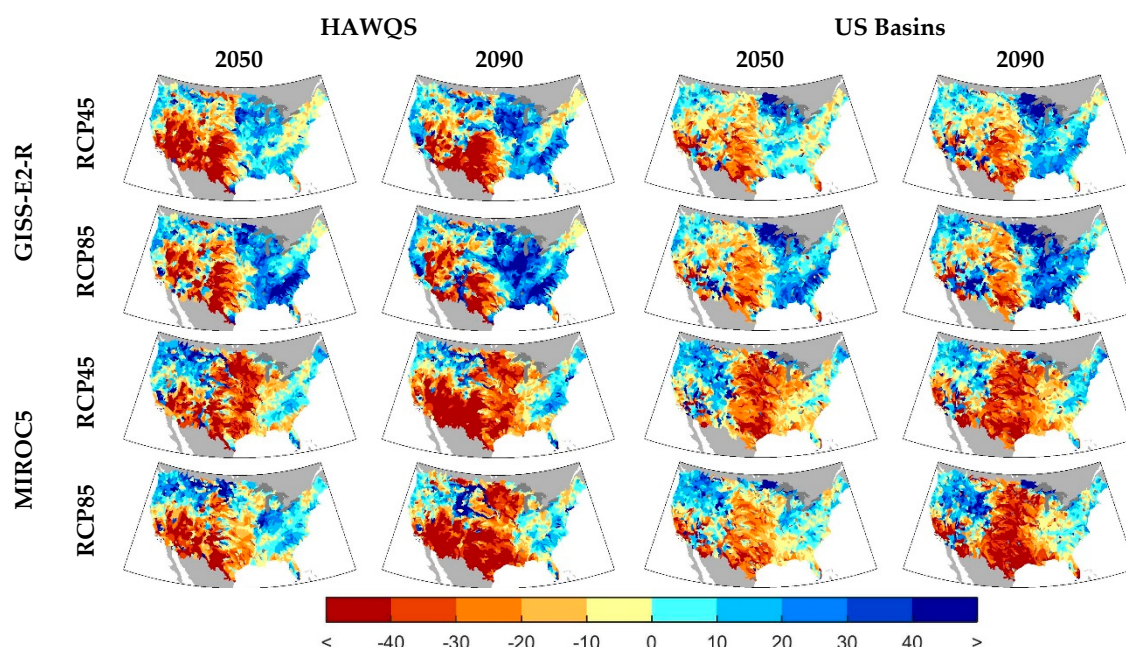 HAWQS US Basins
2050 2090 2050 2090
GISS-E2-R
RCP45
RCP85
MIROC5
RCP45
RCP85
< -40 -30 -20 -10 0 10 20 30 40 >